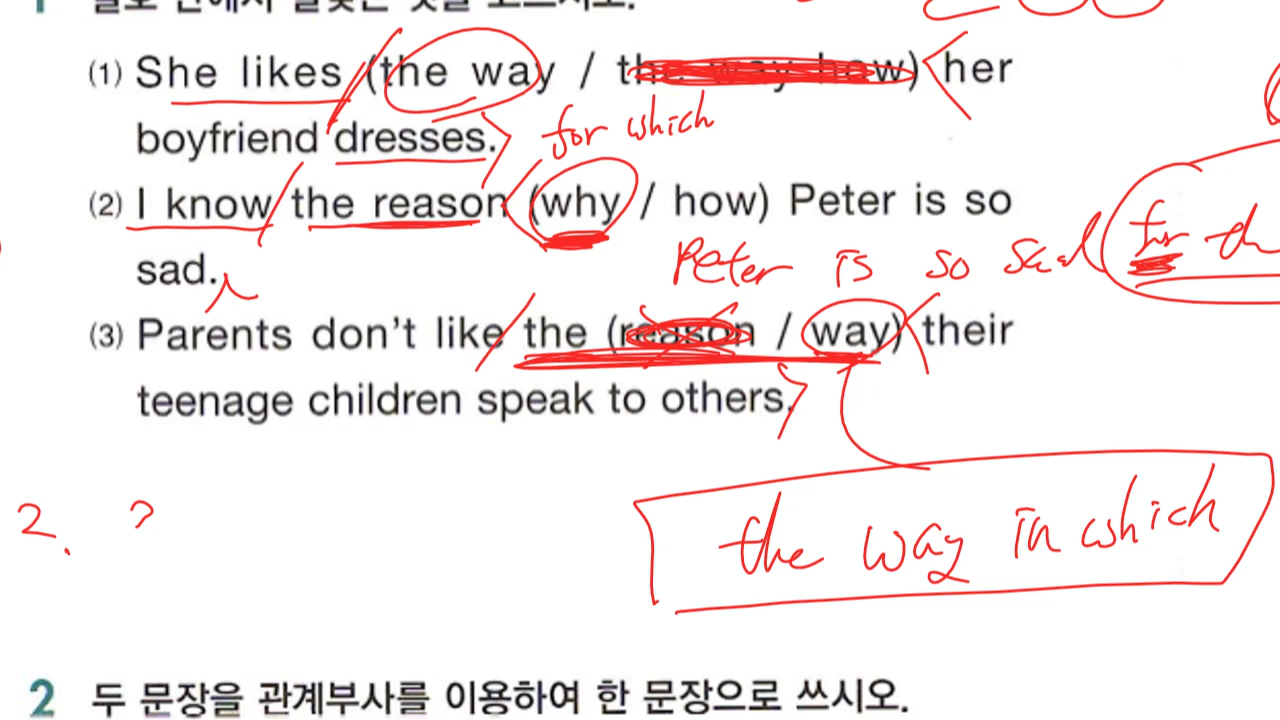 (1) She likes (the way / the way how) her
boyfriend dresses.
for which
(2) I know the reason (why / how) Peter is so
sad.
Peter is so sad for
(3) Parents don't like the (reason / way) their
teenage children speak to others.
the way in which
2. ?
2 두 문장을 관계부사를 이용하여 한 문장으로 쓰시오.